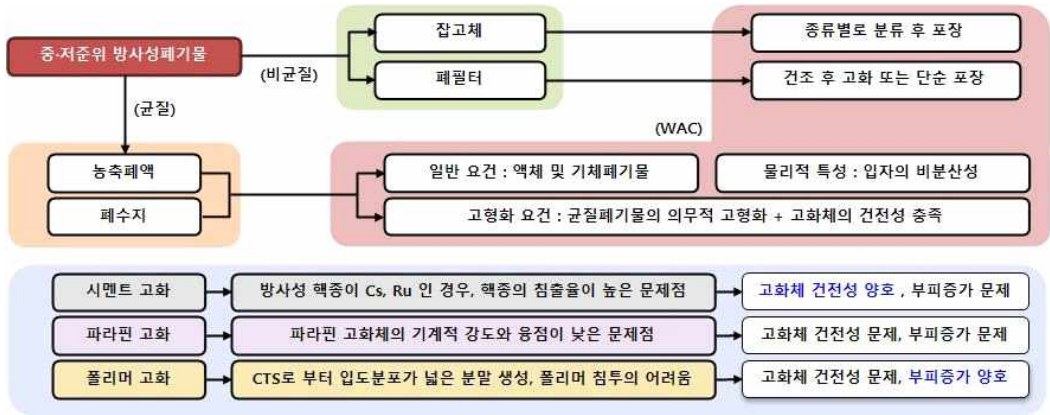 중·저준위 방사성폐기물
(비균질)
잡고체
종류별로 분류 후 포장
폐필터
건조 후 고화 또는 단순 포장
(균질)
(WAC)
농축폐액
일반 요건 : 액체 및 기체폐기물
물리적 특성 : 입자의 비분산성
폐수지
고형화 요건 : 균질폐기물의 의무적 고형화 + 고화체의 건전성 충족
시멘트 고화
방사성 핵종이 Cs, Ru 인 경우, 핵종의 침출율이 높은 문제점
고화체 건전성 양호 , 부피증가 문제
파라핀 고화
파라핀 고화체의 기계적 강도와 융점이 낮은 문제점
고화체 건전성 문제, 부피증가 문제
폴리머 고화
CTS로 부터 입도분포가 넓은 분말 생성, 폴리머 침투의 어려움
고화체 건전성 문제, 부피증가 양호